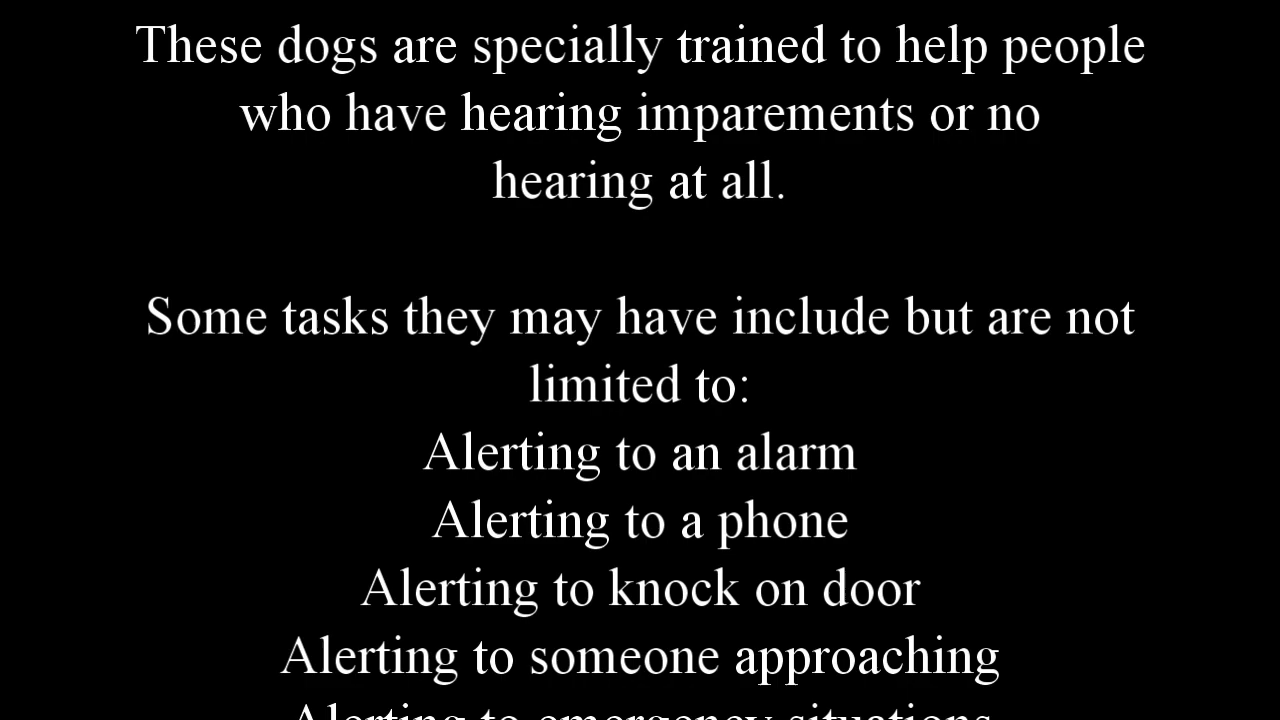 These dogs are specially trained to help people
who have hearing imparements or no
hearing at all.
Some tasks they may have include but are not
limited to:
Alerting to an alarm
Alerting to a phone
Alerting to knock on door
Alerting to someone approaching
Alerting to emergency situations